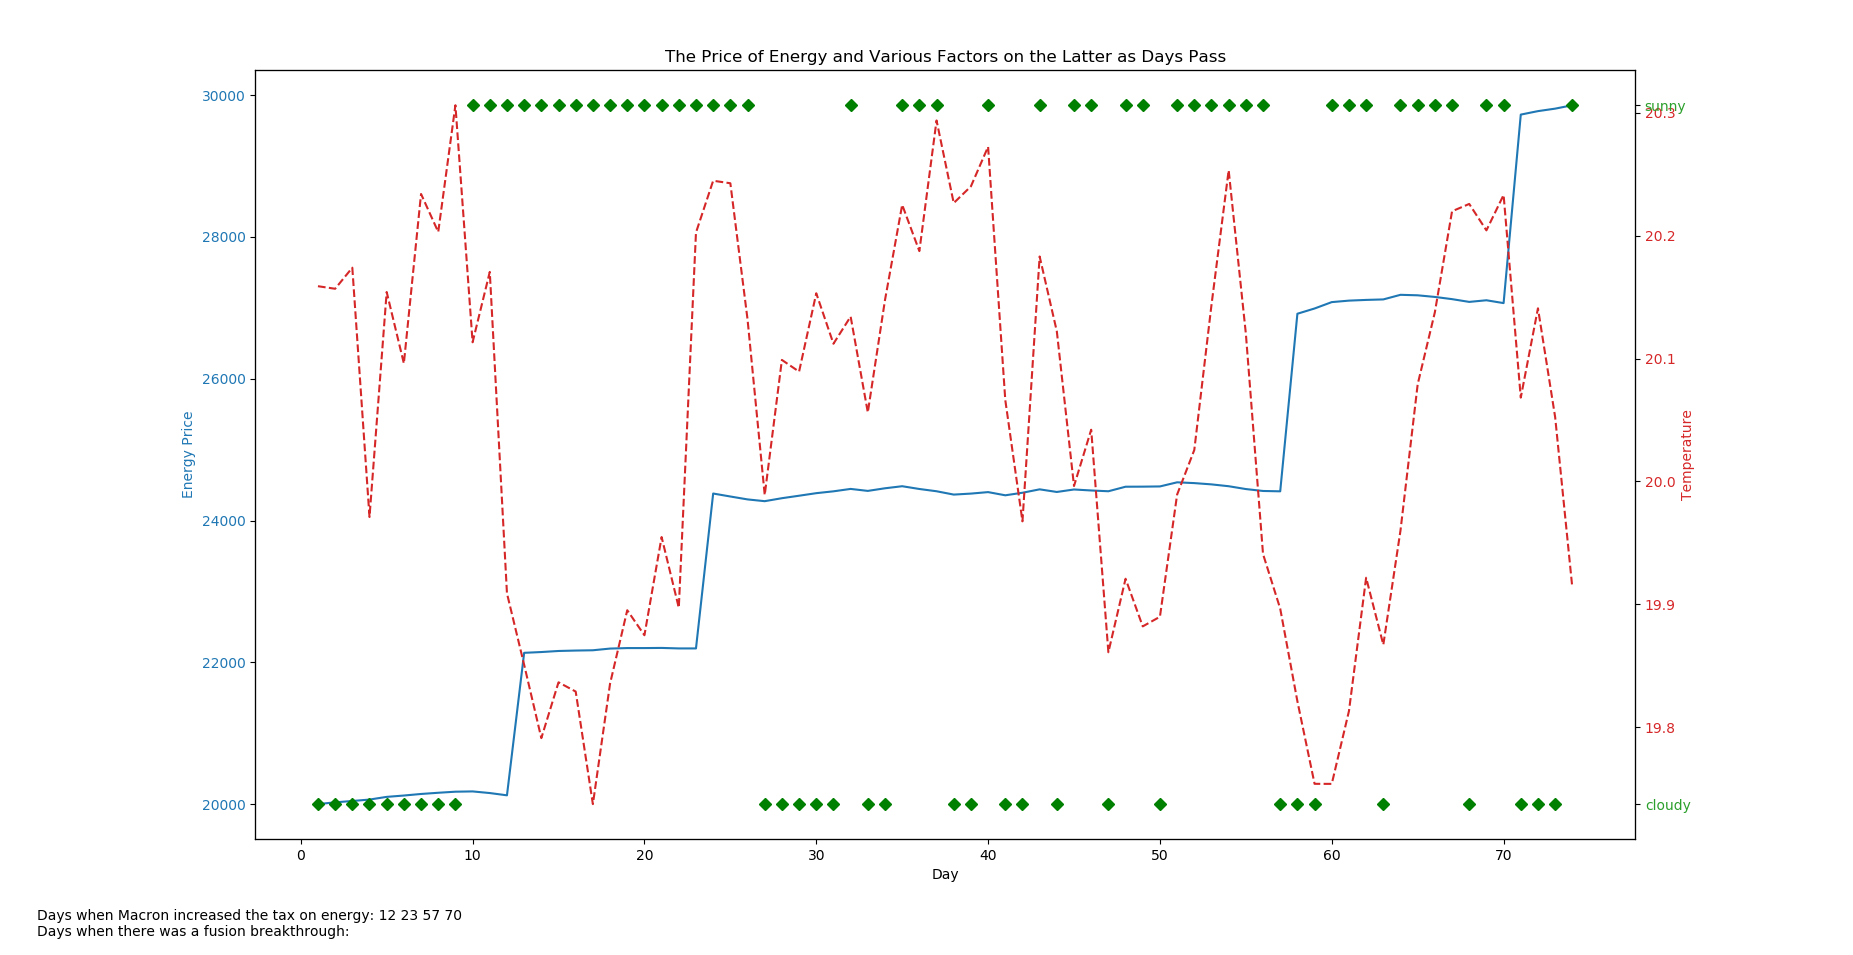 The Price of Energy and Various Factors on the Latter as Days Pass
30000
28000
26000
24000
22000
20000
Energy Price
0 10 20 30 40 50 60 70
Day
sunny
20.3
20.2
20.1
20.0
19.9
19.8
cloudy
Temperature
Days when Macron increased the tax on energy: 12 23 57 70
Days when there was a fusion breakthrough: